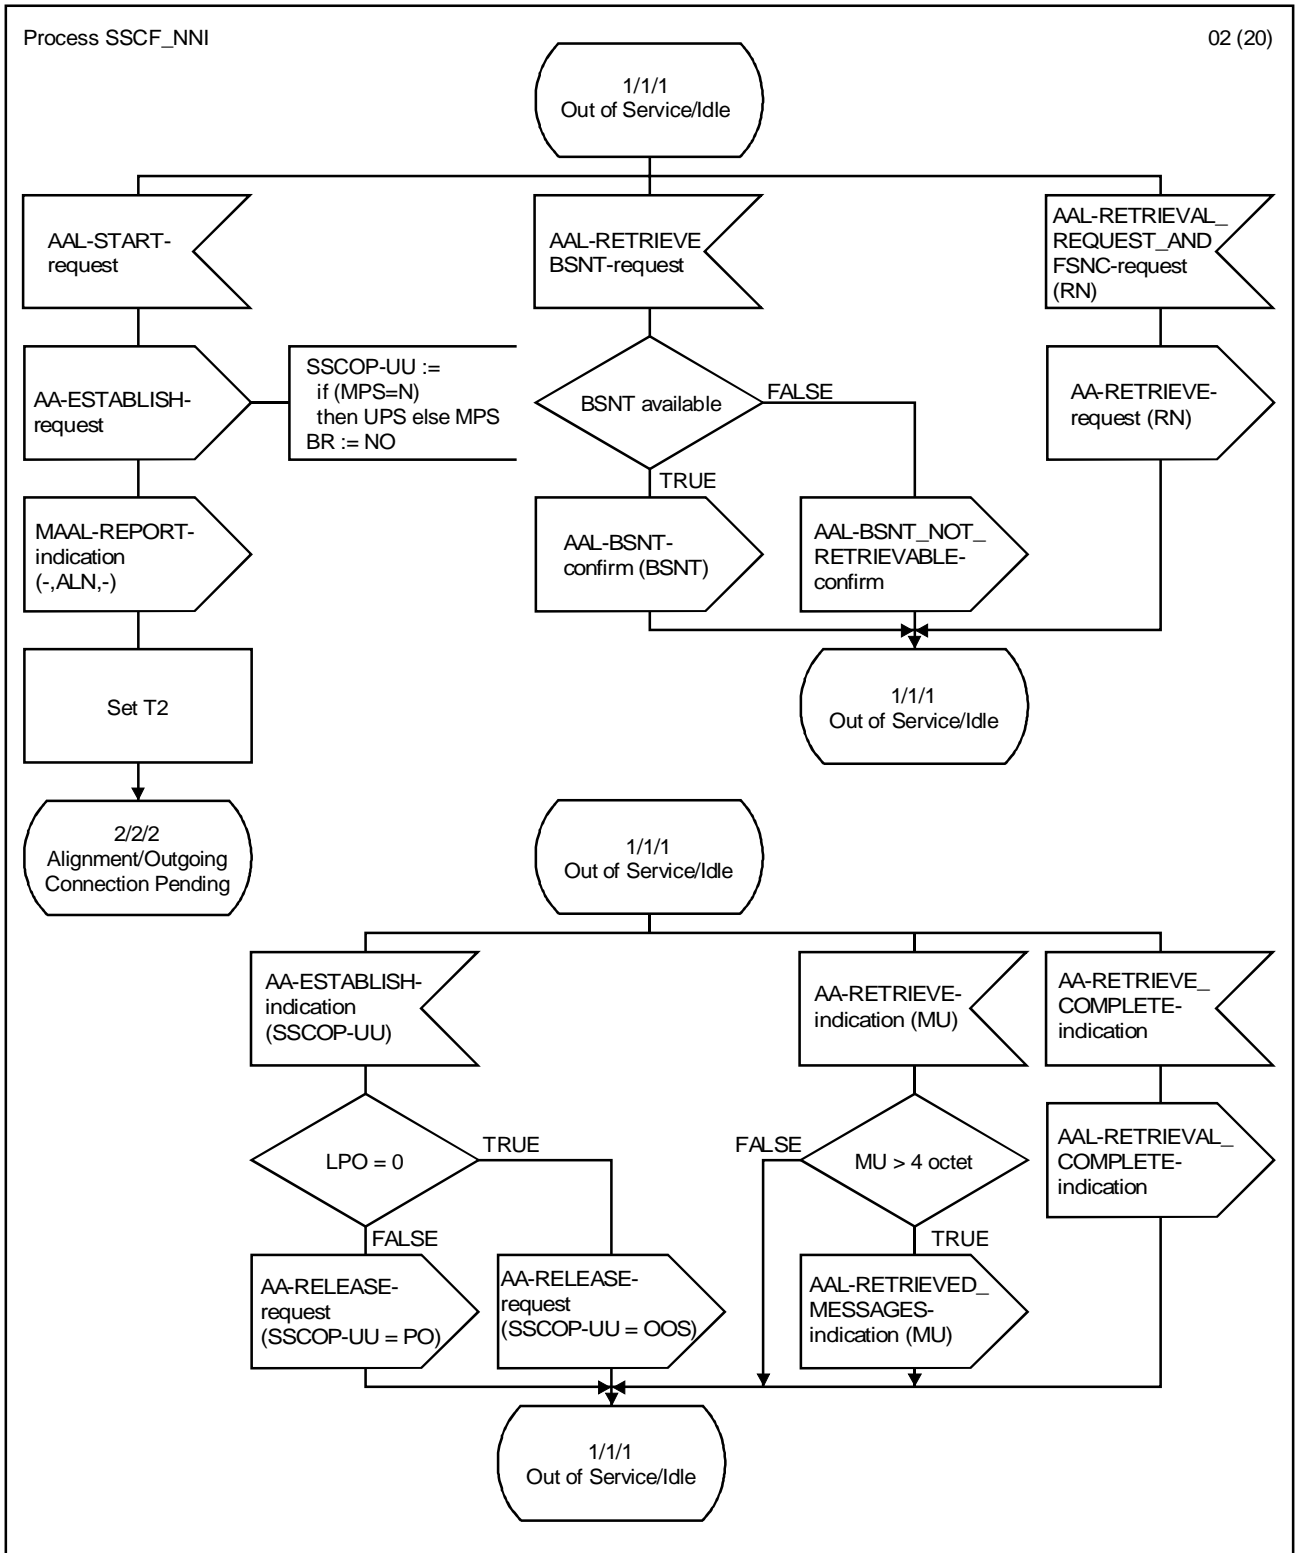 Process SSCF_NNI
02 (20)
1/1/1
Out of Service/Idle
AAL-START-
request
AAL-RETRIEVE
BSNT-request
AAL-RETRIEVAL_
REQUEST_AND
FSNC-request
(RN)
AA-ESTABLISH-
request
SSCOP-UU :=
if (MPS=N)
then UPS else MPS
BR := NO
BSNT available
FALSE
TRUE
AA-RETRIEVE-
request (RN)
MAAL-REPORT-
indication
(-,ALN,-)
AAL-BSNT-
confirm (BSNT)
AAL-BSNT_NOT_
RETRIEVABLE-
confirm
Set T2
1/1/1
Out of Service/Idle
2/2/2
Alignment/Outgoing
Connection Pending
1/1/1
Out of Service/Idle
AA-ESTABLISH-
indication
(SSCOP-UU)
AA-RETRIEVE-
indication (MU)
AA-RETRIEVE_
COMPLETE-
indication
LPO = 0
TRUE
FALSE
FALSE
MU > 4 octet
TRUE
AAL-RETRIEVAL_
COMPLETE-
indication
AA-RELEASE-
request
(SSCOP-UU = PO)
AA-RELEASE-
request
(SSCOP-UU = OOS)
AAL-RETRIEVED_
MESSAGES-
indication (MU)
1/1/1
Out of Service/Idle